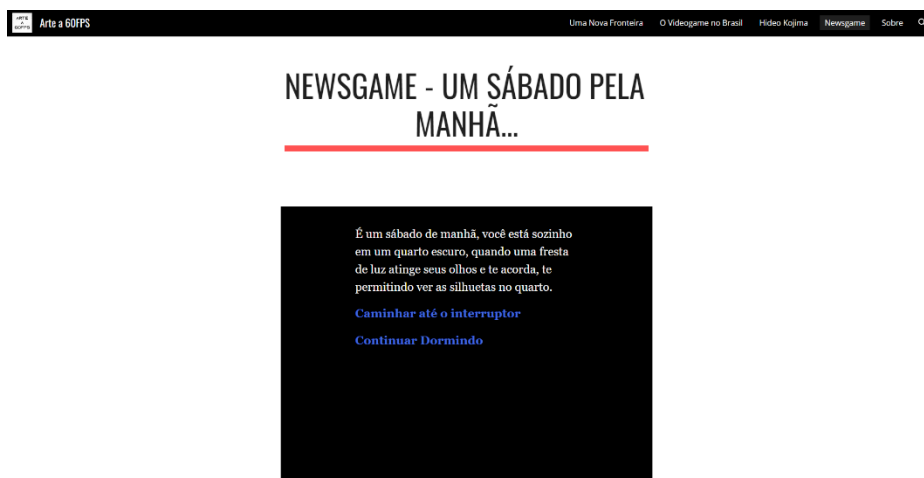 ARTE A 60FPS
Arte a 60FPS
Uma Nova Fronteira O Videogame no Brasil Hideo Kojima Newsgame Sobre
NEWSGAME - UM SÁBADO PELA
MANHÃ...
É um sábado de manhã, você está sozinho
em um quarto escuro, quando uma fresta
de luz atinge seus olhos e te acorda, te
permitindo ver as silhuetas no quarto.
Caminhar até o interruptor
Continuar Dormindo